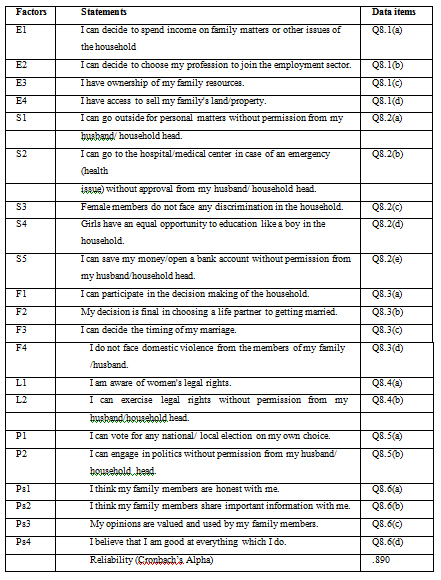 Factors Statements Data items
E1 I can decide to spend income on family matters or other issues of Q8.1(a)
the household
E2 I can decide to choose my profession to join the employment sector. Q8.1(b)
E3 I have ownership of my family resources. Q8.1(c)
E4 I have access to sell my family's land/property. Q8.1(d)
S1 I can go outside for personal matters without permission from my Q8.2(a)
husband/ household head.
S2 I can go to the hospital/medical center in case of an emergency Q8.2(b)
(health
issue) without approval from my husband/ household head.
S3 Female members do not face any discrimination in the household. Q8.2(c)
S4 Girls have an equal opportunity to education like a boy in the Q8.2(d)
household.
S5 I can save my money/open a bank account without permission from Q8.2(e)
my husband/household head.
F1 I can participate in the decision making of the household. Q8.3(a)
F2 My decision is final in choosing a life partner to getting married. Q8.3(b)
F3 I can decide the timing of my marriage. Q8.3(c)
F4 I do not face domestic violence from the members of my family Q8.3(d)
/husband.
L1 I am aware of women's legal rights. Q8.4(a)
L2 I can exercise legal rights without permission from my Q8.4(b)
husband/household head.
P1 I can vote for any national/ local election on my own choice. Q8.5(a)
P2 I can engage in politics without permission from my husband/ Q8.5(b)
household head.
Ps1 I think my family members are honest with me. Q8.6(a)
Ps2 I think my family members share important information with me. Q8.6(b)
Ps3 My opinions are valued and used by my family members. Q8.6(c)
Ps4 I believe that I am good at everything which I do. Q8.6(d)
Reliability (Cronbach's Alpha) .890